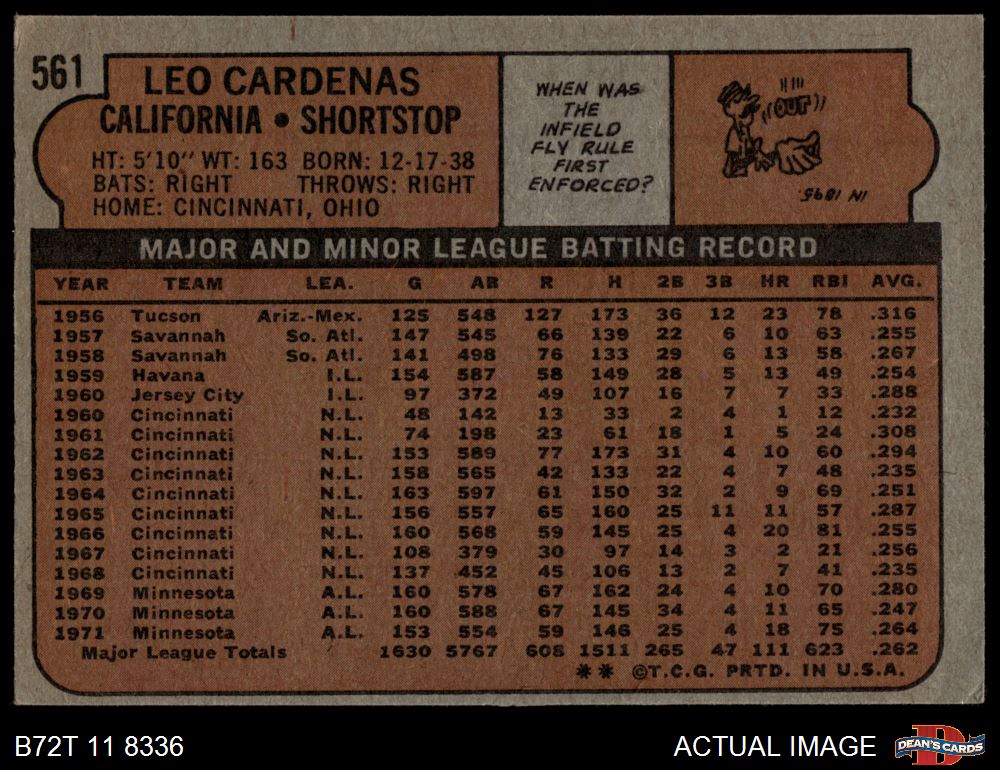 561
LEO CARDENAS
CALIFORNIA • SHORTSTOP
HT: 5'10" WT: 163 BORN: 12-17-38
BATS: RIGHT THROWS: RIGHT
HOME: CINCINNATI, OHIO
WHEN WAS
THE
INFIELD
FLY RULE
FIRST
ENFORCED?
OUT
IN 1895.
MAJOR AND MINOR LEAGUE BATTING RECORD
YEAR TEAM LEA. G AB R H 2B 3B HR RBI AVG.
1956 Tucson Ariz.-Mex. 125 548 127 173 36 12 23 78 .316
1957 Savannah So. Atl. 147 545 66 139 22 6 10 63 .255
1958 Savannah So. Atl. 141 498 76 133 29 6 13 58 .267
1959 Havana I.L. 154 587 58 149 28 5 13 49 .254
1960 Jersey City I.L. 97 372 49 107 16 7 7 33 .288
1960 Cincinnati N.L. 48 142 13 33 2 4 1 12 .232
1961 Cincinnati N.L. 74 198 23 61 18 1 5 24 .308
1962 Cincinnati N.L. 153 589 77 173 31 4 10 60 .294
1963 Cincinnati N.L. 158 565 42 133 22 4 7 48 .235
1964 Cincinnati N.L. 163 597 61 150 32 2 9 69 .251
1965 Cincinnati N.L. 156 557 65 160 25 11 11 57 .287
1966 Cincinnati N.L. 160 568 59 145 25 4 20 81 .255
1967 Cincinnati N.L. 108 379 30 97 14 3 2 21 .256
1968 Cincinnati N.L. 137 452 45 106 13 2 7 41 .235
1969 Minnesota A.L. 160 578 67 162 24 4 10 70 .280
1970 Minnesota A.L. 160 588 67 145 34 4 11 65 .247
1971 Minnesota A.L. 153 554 59 146 25 4 18 75 .264
Major League Totals 1630 5767 608 1511 265 47 111 623 .262
** ©T.C.G. PRTD. IN U.S.A.
B72T 11 8336
ACTUAL IMAGE
D
DEAN'S CARDS